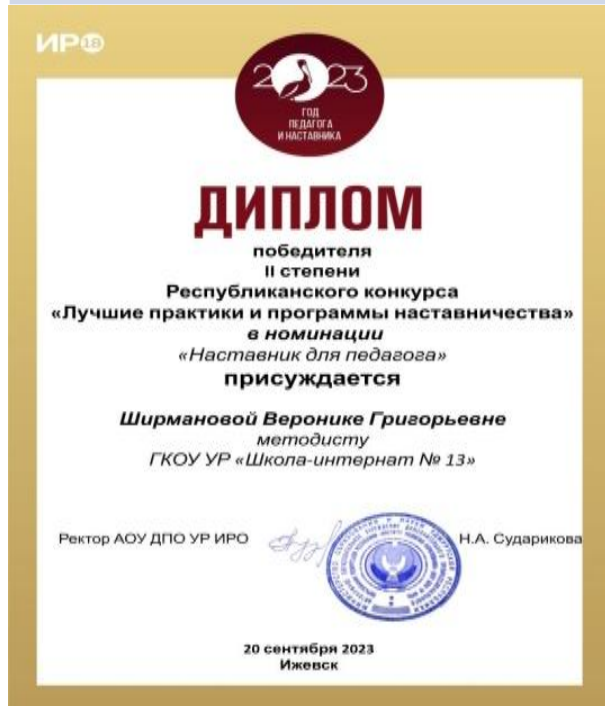 ИРО18
2023
ГОД
ПЕДАГОГА
И НАСТАВНИКА
ДИПЛОМ
победителя
II степени
Республиканского конкурса
«Лучшие практики и программы наставничества»
в номинации
«Наставник для педагога»
присуждается
Ширмановой Веронике Григорьевне
методисту
ГКОУ УР «Школа-интернат № 13»
Ректор АОУ ДПО УР ИРО Н.А. Сударикова
20 сентября 2023
Ижевск